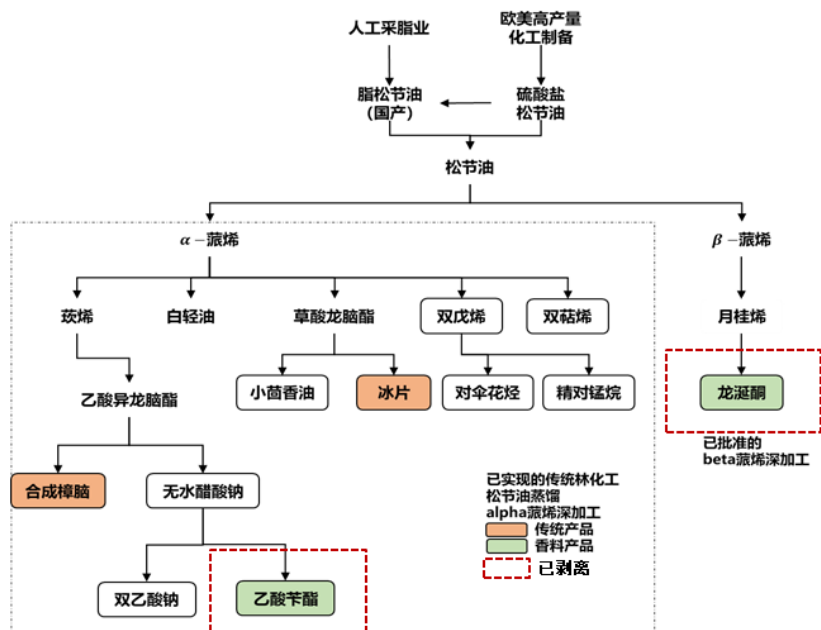 人工采脂业
欧美高产量
化工制备
脂松节油
(国产)
硫酸盐
松节油
松节油
α-蒎烯
β-蒎烯
莰烯
白轻油
草酸龙脑酯
双戊烯
双萜烯
月桂烯
乙酸异龙脑酯
小茴香油
冰片
对伞花烃
精对锰烷
龙涎酮
已批准的
beta蒎烯深加工
合成樟脑
无水醋酸钠
已实现的传统林化工
松节油蒸馏
alpha蒎烯深加工
传统产品
香料产品
已剥离
双乙酸钠
乙酸苄酯